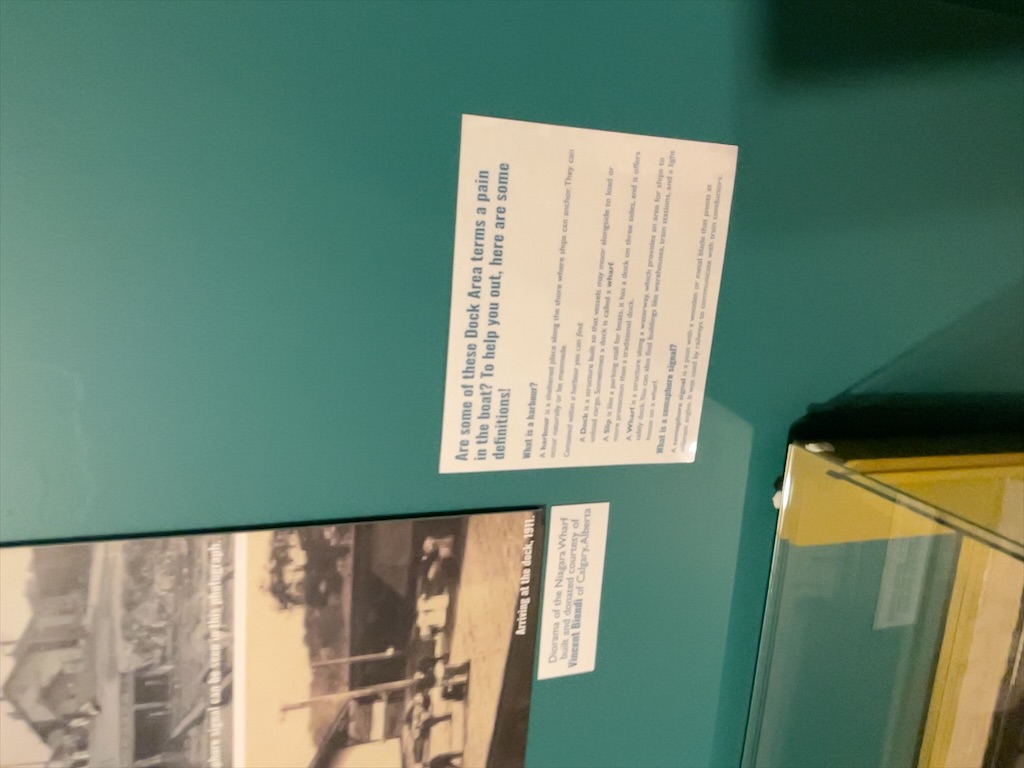 Are some of these Dock Area terms a pain
in the boat? To help you out, here are some
definitions!
What is a harbour?
A harbour is a sheltered place along the shore where ships can anchor. They can
occur naturally or be manmade.
Contained within a harbour you can find:
A Dock is a structure built so that vessels may moor alongside to load or
unload cargo. Sometimes a dock is called a wharf.
A Slip is like a parking stall for boats, it has a dock on three sides, and it offers
more protection than a traditional dock.
A Wharf is a structure along a waterway, which provides an area for ships to
safely dock. You can also find buildings like warehouses, train stations, and a light
house on a wharf.
What is a semaphore signal?
A semaphore signal is a post with a wooden or metal blade that points at
different angles. It was used by railways to communicate with train conductors.
Diorama of the Niagara Wharf
built and donated courtesy of
Vincent Biondi of Calgary, Alberta
signal can be seen in this photograph.
Arriving at the dock, 1911.